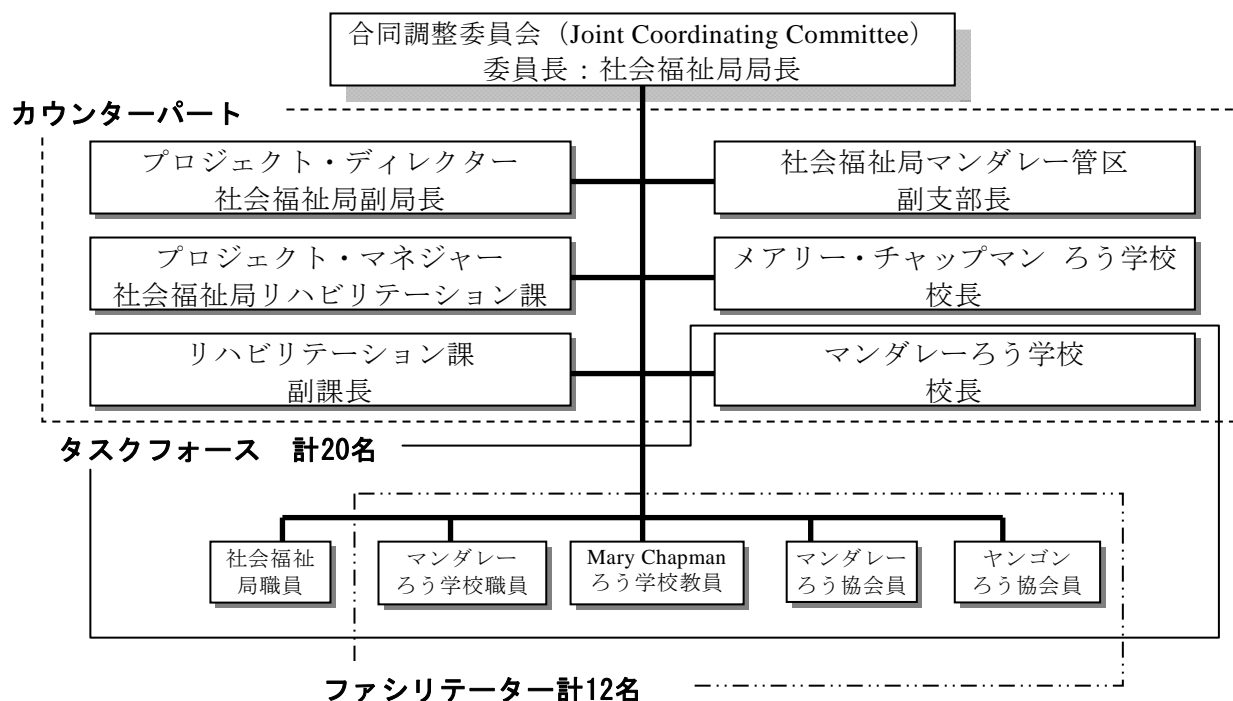 合同調整委員会（Joint Coordinating Committee）
委員長：社会福祉局局長
カウンターパート
プロジェクト・ディレクター
社会福祉局副局長
社会福祉局マンダレー管区
副支部長
プロジェクト・マネジャー
社会福祉局リハビリテーション課
メアリー・チャップマン ろう学校
校長
リハビリテーション課
副課長
マンダレーろう学校
校長
タスクフォース　計20名
社会福祉
局職員
マンダレー
ろう学校職員
Mary Chapman
ろう学校教員
マンダレー
ろう協会員
ヤンゴン
ろう協会員
ファシリテーター計12名